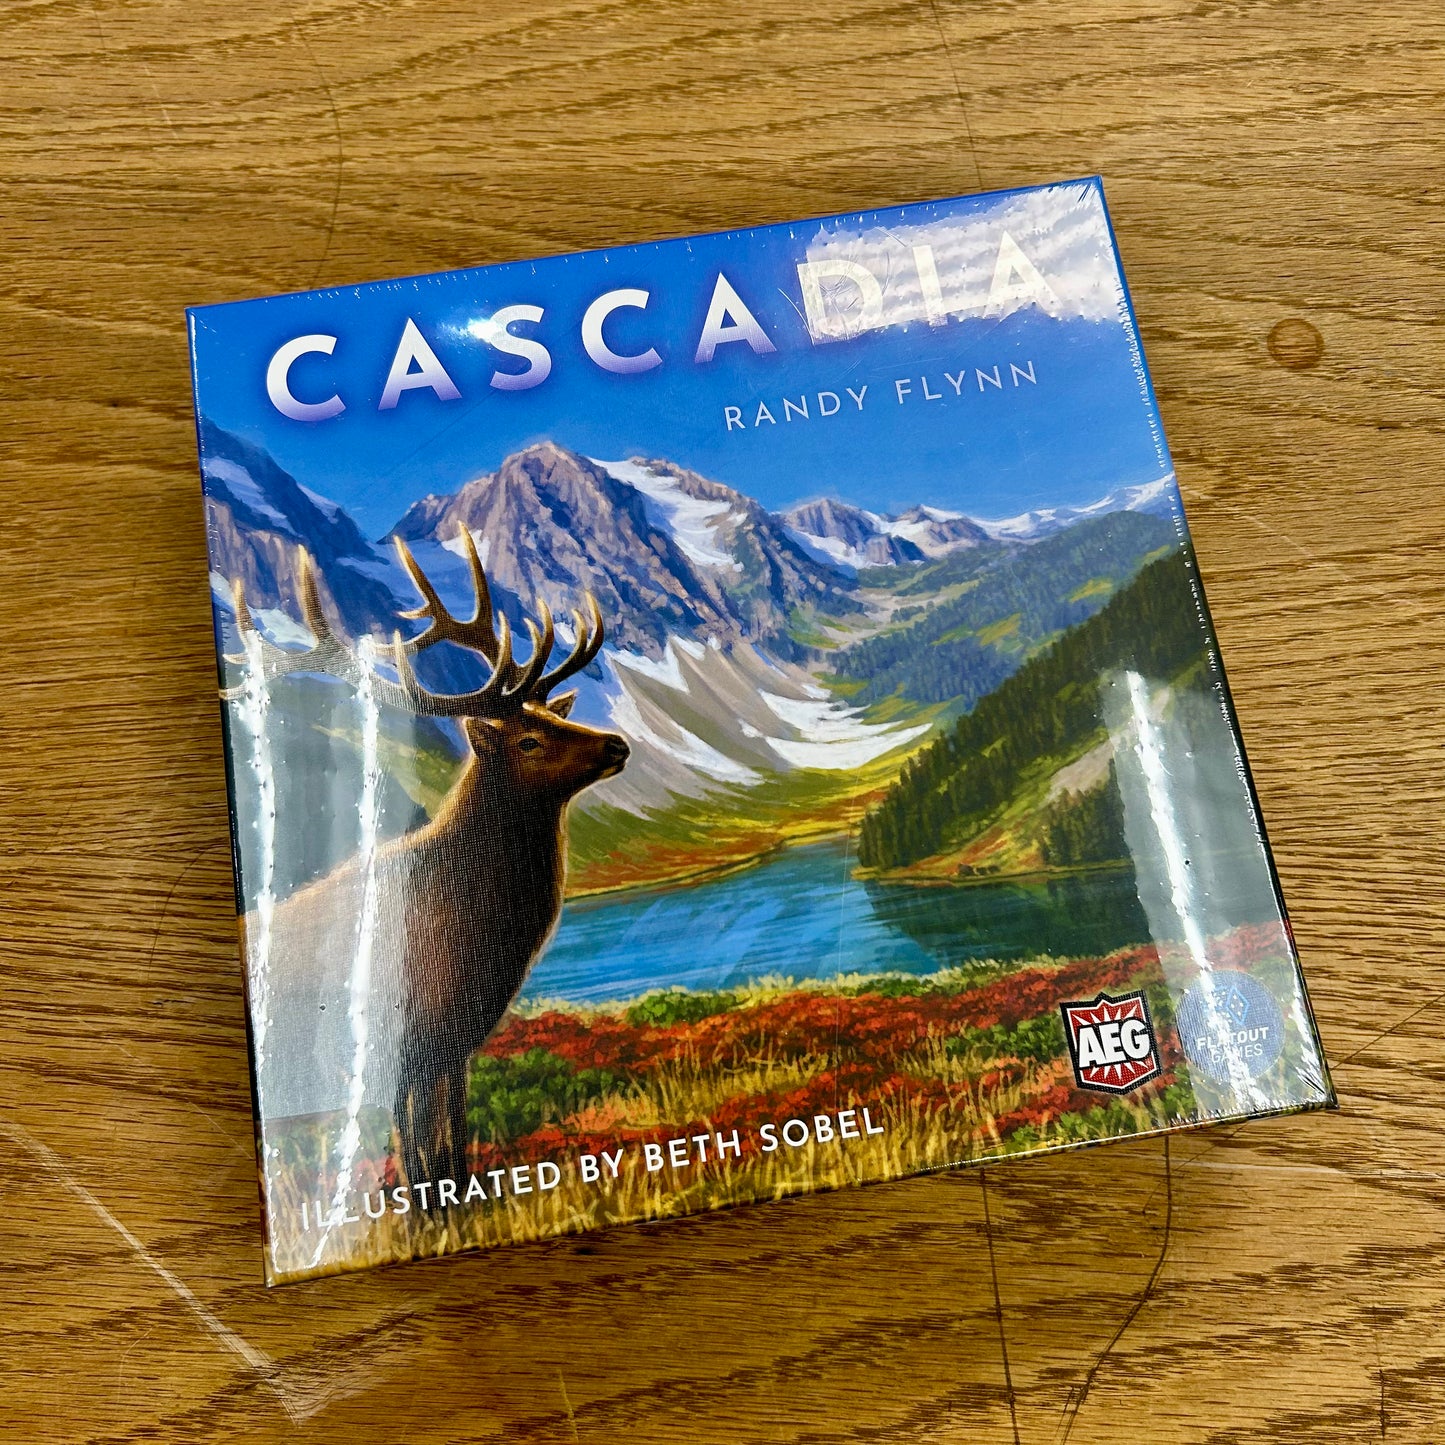 CASCADIA
RANDY FLYNN
AEG
FLATOUT
GAMES
ILLUSTRATED BY BETH SOBEL